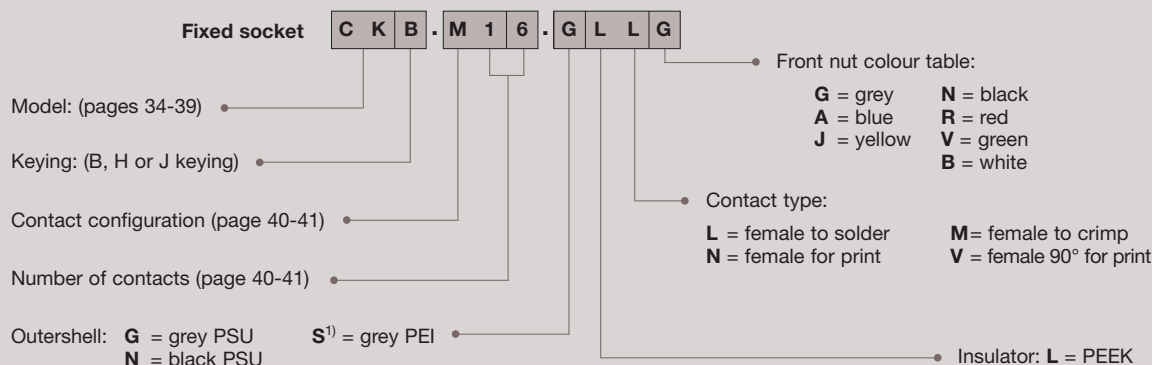 Fixed socket C K B . M 1 6 . G L L G
Front nut colour table:
G = grey N = black
A = blue R = red
J = yellow V = green
B = white
Model: (pages 34-39)
Keying: (B, H or J keying)
Contact configuration (page 40-41)
Contact type:
L = female to solder M= female to crimp
N = female for print V = female 90° for print
Number of contacts (page 40-41)
Outershell: G = grey PSU S1) = grey PEI
N = black PSU
Insulator: L = PEEK